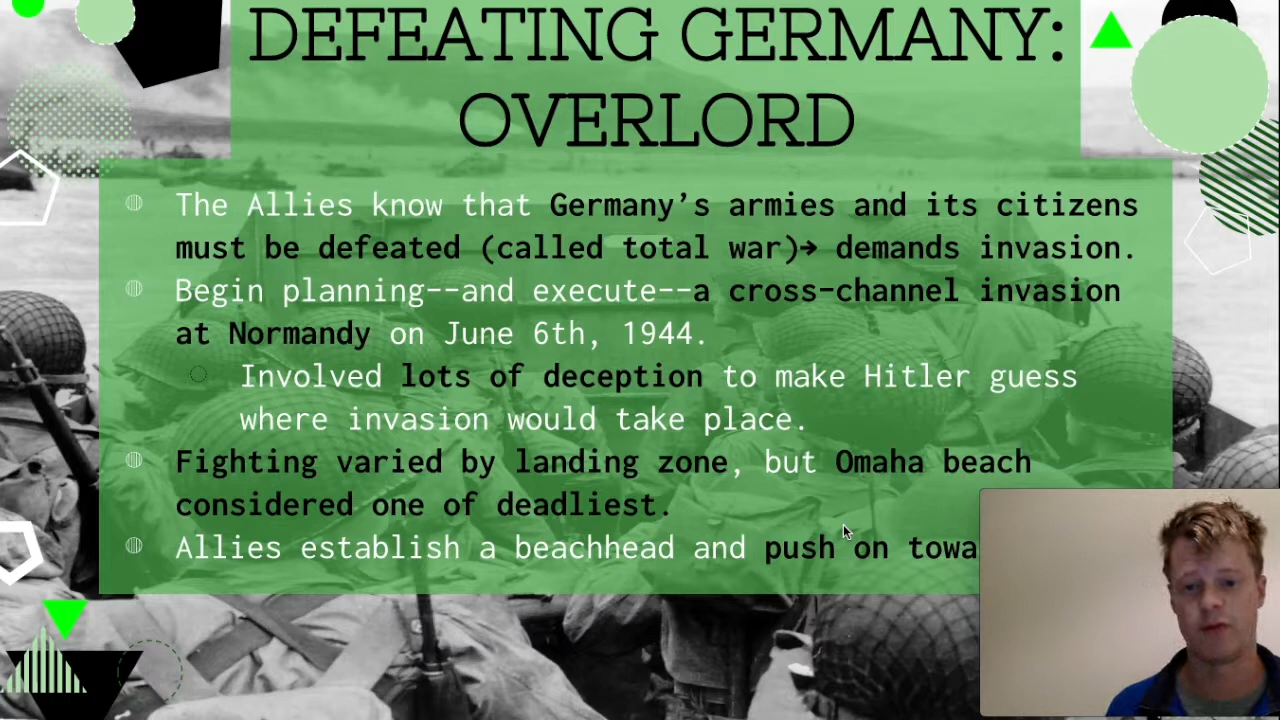 DEFEATING GERMANY:
OVERLORD
The Allies know that Germany’s armies and its citizens
must be defeated (called total war)→ demands invasion.
Begin planning--and execute--a cross-channel invasion
at Normandy on June 6th, 1944.
Involved lots of deception to make Hitler guess
where invasion would take place.
Fighting varied by landing zone, but Omaha beach
considered one of deadliest.
Allies establish a beachhead and push on